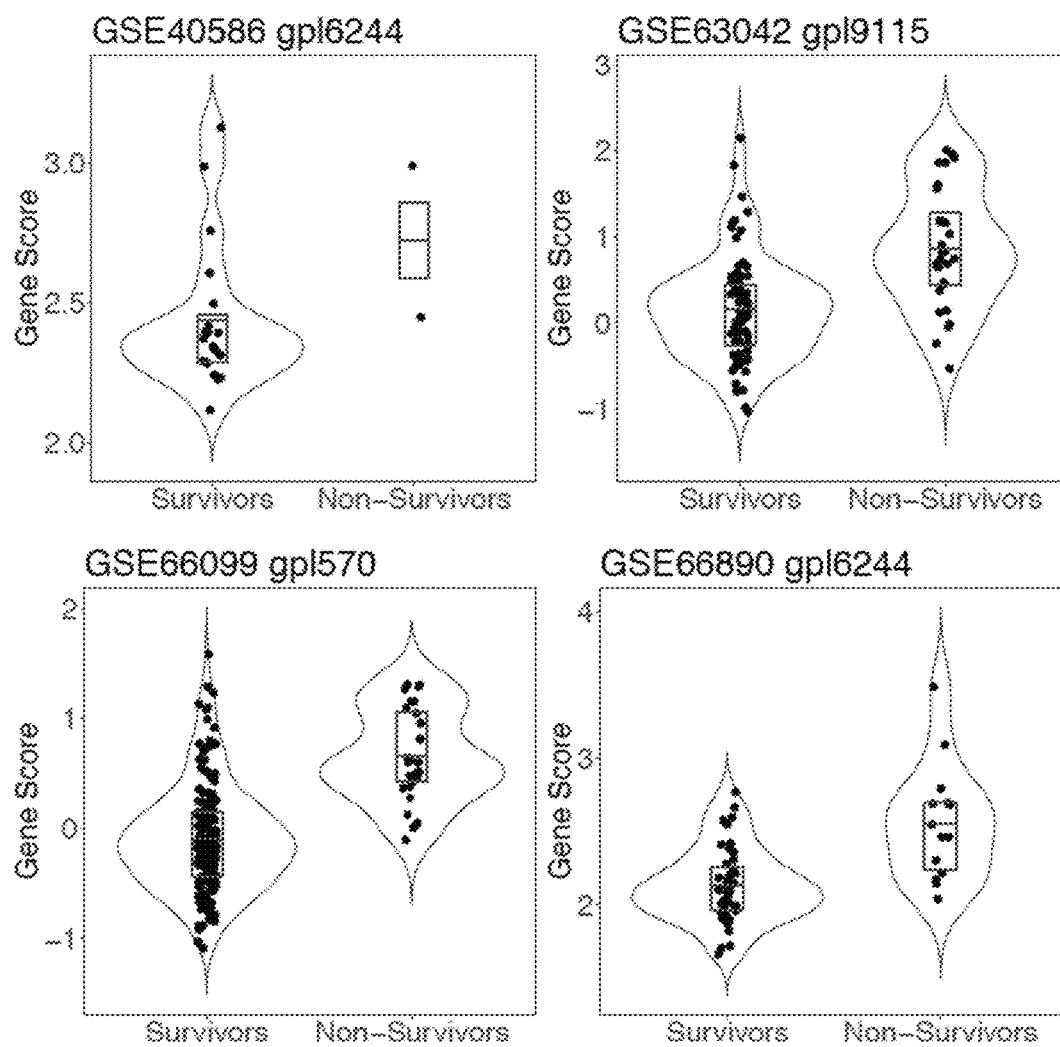 GSE40586 gpl6244
Gene Score
3.0
2.5
2.0
Survivors Non-Survivors
GSE63042 gpl9115
Gene Score
3
2
1
0
-1
Survivors Non-Survivors
GSE66099 gpl570
Gene Score
2
1
0
-1
Survivors Non-Survivors
GSE66890 gpl6244
Gene Score
4
3
2
Survivors Non-Survivors